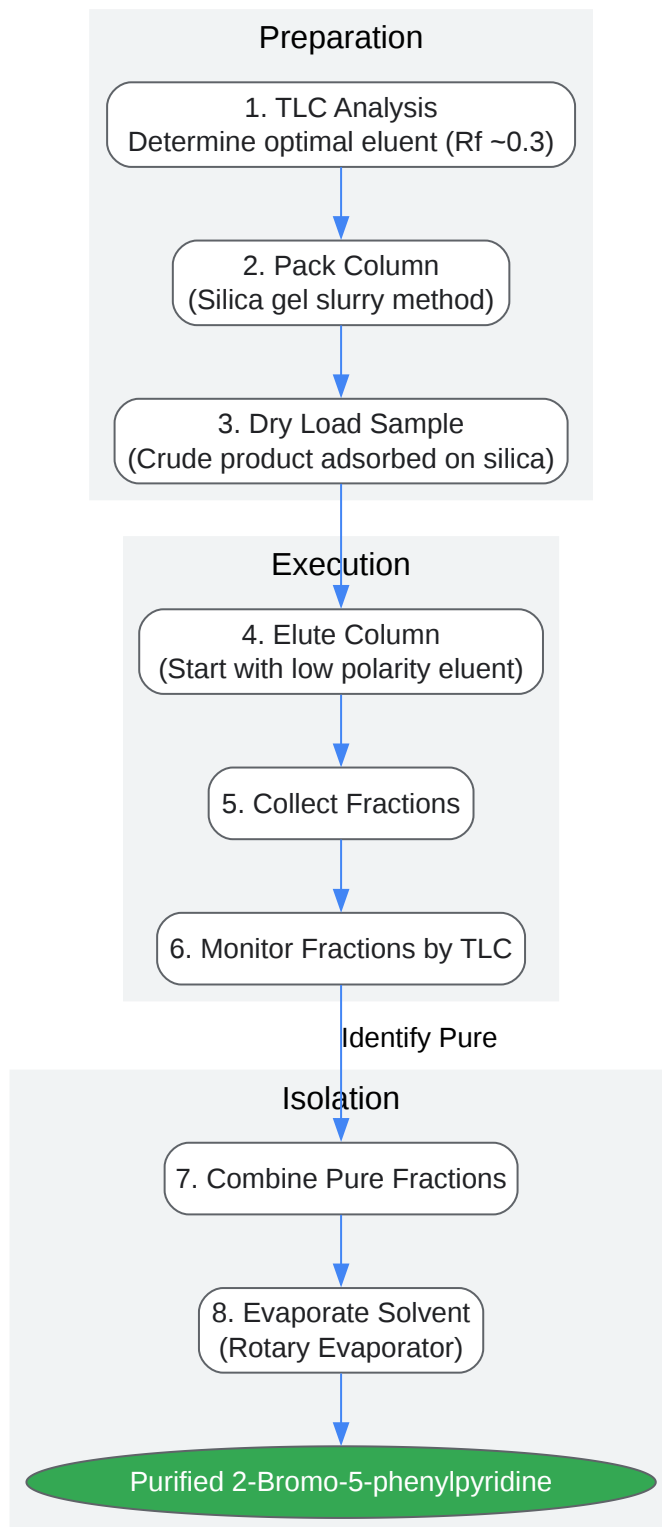 Preparation
1. TLC Analysis
Determine optimal eluent (Rf ~0.3)
2. Pack Column
(Silica gel slurry method)
3. Dry Load Sample
(Crude product adsorbed on silica)
Execution
4. Elute Column
(Start with low polarity eluent)
5. Collect Fractions
6. Monitor Fractions by TLC
Identify Pure
Isolation
7. Combine Pure Fractions
8. Evaporate Solvent
(Rotary Evaporator)
Purified 2-Bromo-5-phenylpyridine